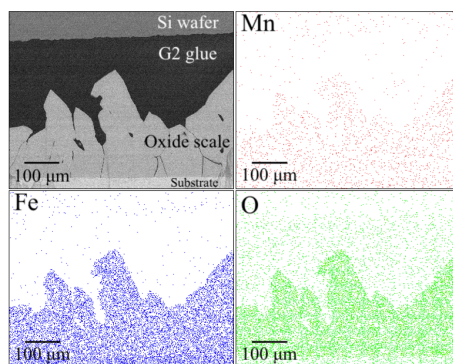 Si wafer
G2 glue
Oxide scale
100 μm
Substrate
Mn
100 μm
Fe
100 μm
O
100 μm